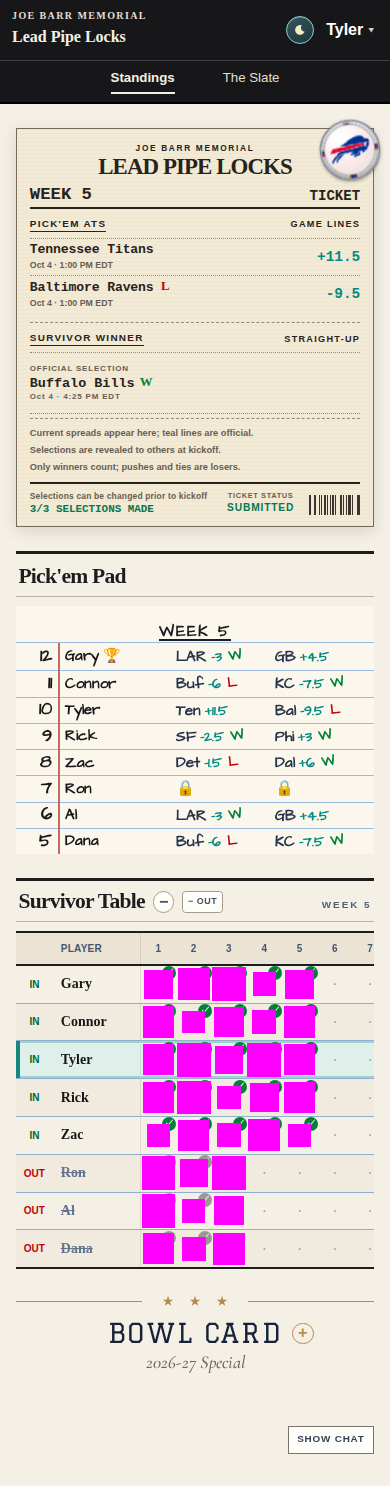 JOE BARR MEMORIAL
Lead Pipe Locks
Tyler
Standings The Slate
JOE BARR MEMORIAL
LEAD PIPE LOCKS
WEEK 5 TICKET
PICK'EM ATS GAME LINES
Tennessee Titans +11.5
Oct 4 · 1:00 PM EDT
Baltimore Ravens L -9.5
Oct 4 · 1:00 PM EDT
SURVIVOR WINNER STRAIGHT-UP
OFFICIAL SELECTION
Buffalo Bills W
Oct 4 · 4:25 PM EDT
Current spreads appear here; teal lines are official.
Selections are revealed to others at kickoff.
Only winners count; pushes and ties are losers.
Selections can be changed prior to kickoff TICKET STATUS
3/3 SELECTIONS MADE SUBMITTED
Pick'em Pad
WEEK 5
12 Gary 🏆 LAR -3 W GB +4.5
11 Connor Buf -6 L KC -7.5 W
10 Tyler Ten +11.5 Bal -9.5 L
9 Rick SF -2.5 W Phi +3 W
8 Zac Det -1.5 L Dal +6 W
7 Ron 🔒 🔒
6 Al LAR -3 W GB +4.5
5 Dana Buf -6 L KC -7.5 W
Survivor Table − − OUT WEEK 5
PLAYER 1 2 3 4 5 6 7
IN Gary
IN Connor
IN Tyler
IN Rick
IN Zac
OUT Ron
OUT Al
OUT Dana
★ ★ ★
BOWL CARD +
2026-27 Special
SHOW CHAT